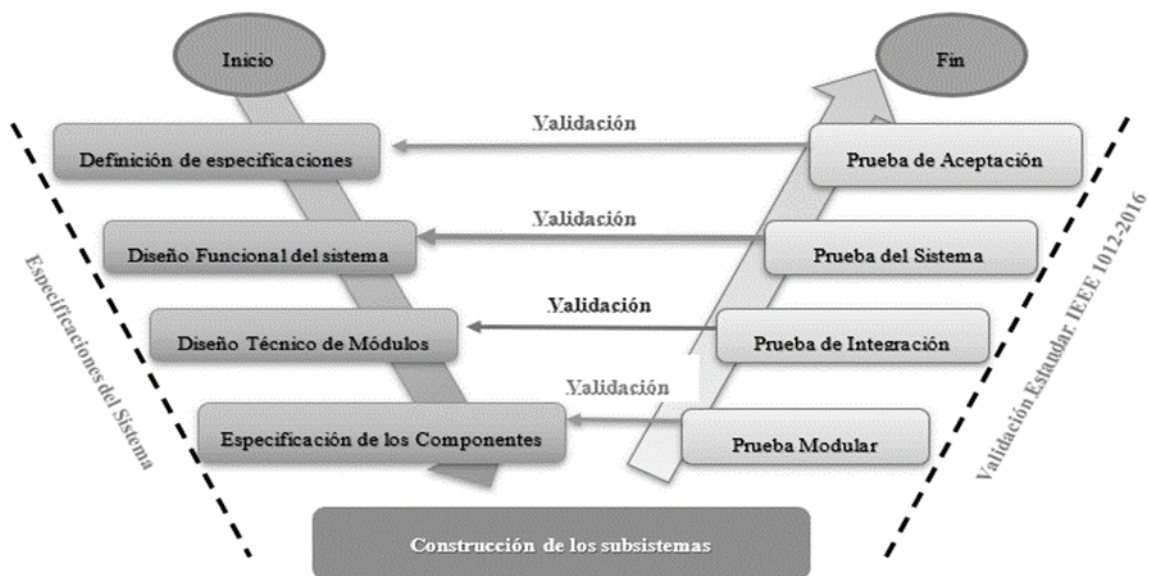 Inicio
Fin
Validación
Definición de especificaciones
Prueba de Aceptación
Validación
Diseño Funcional del sistema
Prueba del Sistema
Validación
Diseño Técnico de Módulos
Prueba de Integración
Validación
Especificación de los Componentes
Prueba Modular
Especificaciones del Sistema
Validación Estandar. IEEE 1012-2016
Construcción de los subsistemas